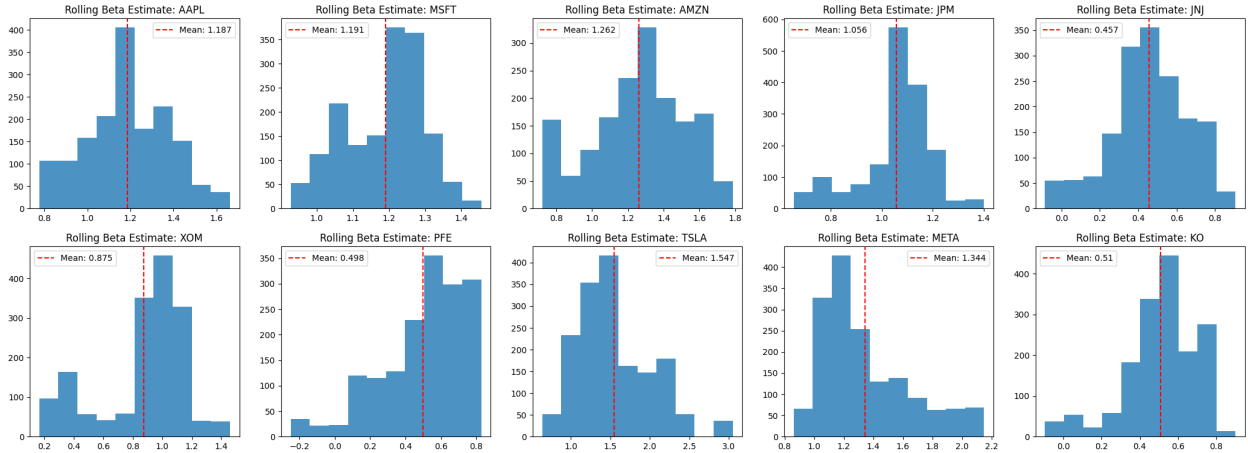 Rolling Beta Estimate: AAPL
Mean: 1.187
400
350
300
250
200
150
100
50
0
0.8 1.0 1.2 1.4 1.6
Rolling Beta Estimate: MSFT
Mean: 1.191
350
300
250
200
150
100
50
0
1.0 1.1 1.2 1.3 1.4
Rolling Beta Estimate: AMZN
Mean: 1.262
300
250
200
150
100
50
0
0.8 1.0 1.2 1.4 1.6 1.8
Rolling Beta Estimate: JPM
Mean: 1.056
600
500
400
300
200
100
0
0.8 1.0 1.2 1.4
Rolling Beta Estimate: JNJ
Mean: 0.457
350
300
250
200
150
100
50
0
0.0 0.2 0.4 0.6 0.8
Rolling Beta Estimate: XOM
Mean: 0.875
400
300
200
100
0
0.2 0.4 0.6 0.8 1.0 1.2 1.4
Rolling Beta Estimate: PFE
Mean: 0.498
350
300
250
200
150
100
50
0
−0.2 0.0 0.2 0.4 0.6 0.8
Rolling Beta Estimate: TSLA
Mean: 1.547
400
350
300
250
200
150
100
50
0
1.0 1.5 2.0 2.5 3.0
Rolling Beta Estimate: META
Mean: 1.344
400
350
300
250
200
150
100
50
0
1.0 1.2 1.4 1.6 1.8 2.0 2.2
Rolling Beta Estimate: KO
Mean: 0.51
400
300
200
100
0
0.0 0.2 0.4 0.6 0.8